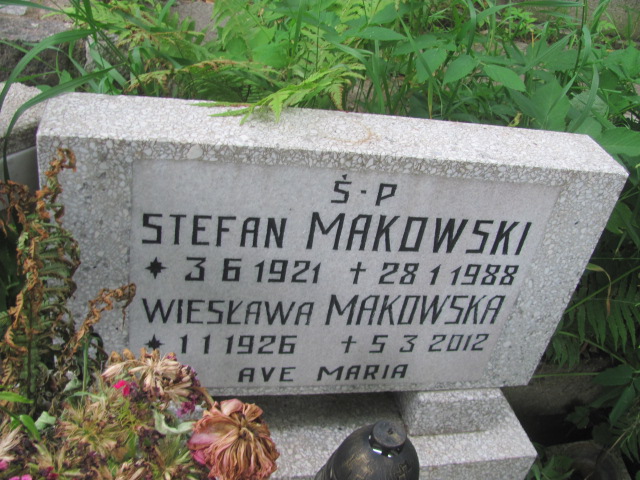 Ś-P
STEFAN MAKOWSKI
* 3 6 1921 + 28 1 1988
WIESŁAWA MAKOWSKA
* 1 1 1926 + 5 3 2012
AVE MARIA